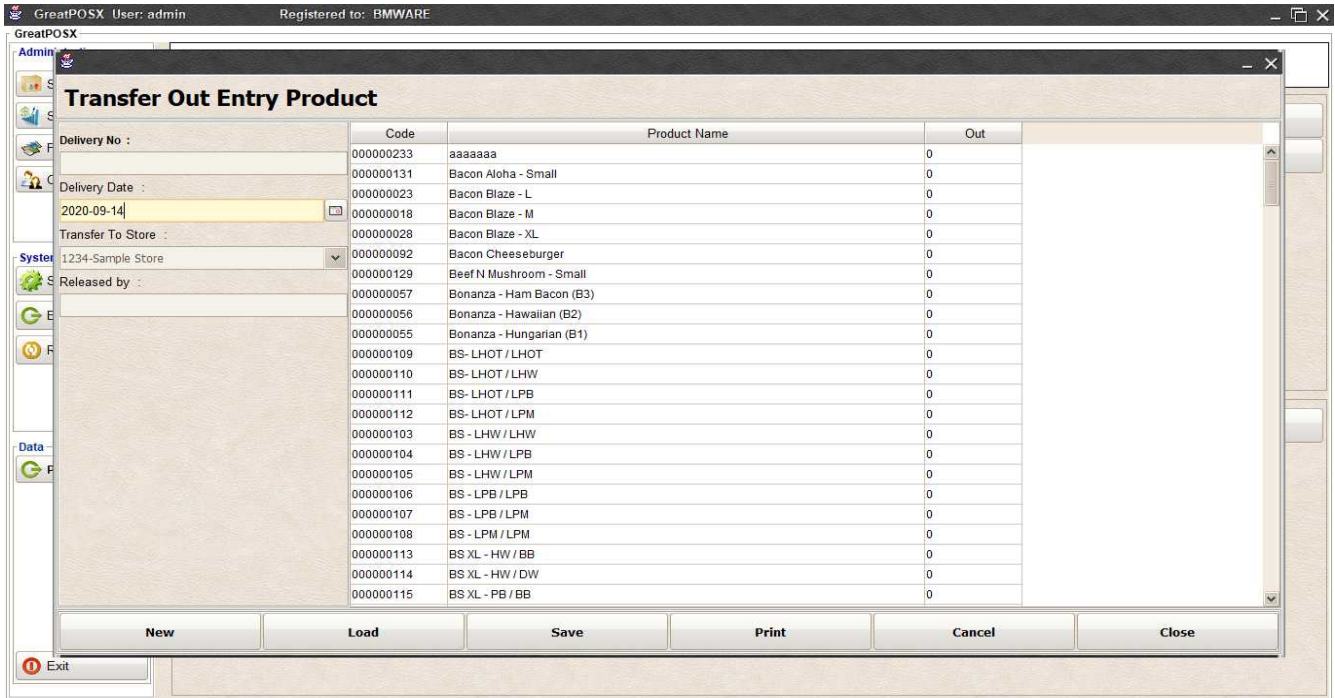 GreatPOSX User: admin Registered to: BMWARE
GreatPOSX
Transfer Out Entry Product
Delivery No :
Delivery Date :
2020-09-14
Transfer To Store :
1234-Sample Store
Released by :
Code Product Name Out
000000233 aaaaaaa 0
000000131 Bacon Aloha - Small 0
000000023 Bacon Blaze - L 0
000000018 Bacon Blaze - M 0
000000028 Bacon Blaze - XL 0
000000092 Bacon Cheeseburger 0
000000129 Beef N Mushroom - Small 0
000000057 Bonanza - Ham Bacon (B3) 0
000000056 Bonanza - Hawaiian (B2) 0
000000055 Bonanza - Hungarian (B1) 0
000000109 BS- LHOT / LHOT 0
000000110 BS- LHOT / LHW 0
000000111 BS- LHOT / LPB 0
000000112 BS- LHOT / LPM 0
000000103 BS - LHW / LHW 0
000000104 BS - LHW / LPB 0
000000105 BS - LHW / LPM 0
000000106 BS - LPB / LPB 0
000000107 BS - LPB / LPM 0
000000108 BS - LPM / LPM 0
000000113 BS XL - HW / BB 0
000000114 BS XL - HW / DW 0
000000115 BS XL - PB / BB 0
New Load Save Print Cancel Close
Data
Exit